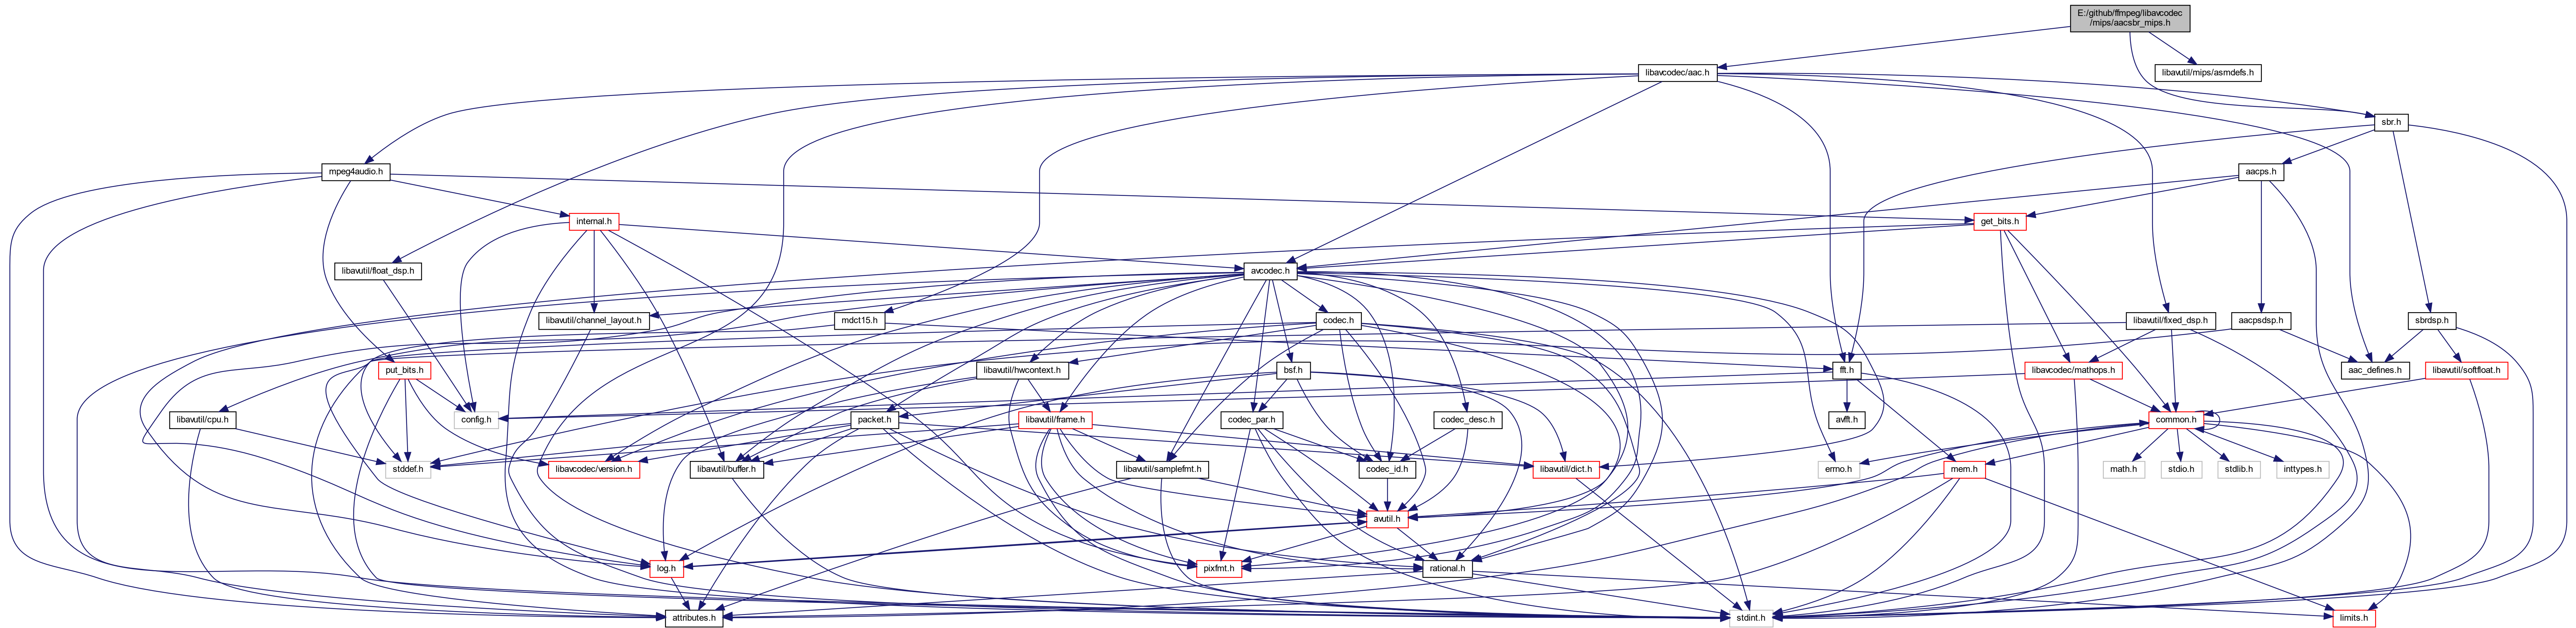 E:/github/ffmpeg/libavcodec
/mips/aacsbr_mips.h
libavcodec/aac.h
libavutil/mips/asmdefs.h
sbr.h
mpeg4audio.h
aacps.h
internal.h
get_bits.h
libavutil/float_dsp.h
avcodec.h
libavutil/channel_layout.h
mdct15.h
codec.h
libavutil/fixed_dsp.h
aacpsdsp.h
sbrdsp.h
put_bits.h
libavutil/hwcontext.h
bsf.h
fft.h
libavcodec/mathops.h
aac_defines.h
libavutil/softfloat.h
libavutil/cpu.h
config.h
packet.h
libavutil/frame.h
codec_par.h
codec_desc.h
avfft.h
common.h
stddef.h
libavcodec/version.h
libavutil/buffer.h
libavutil/samplefmt.h
codec_id.h
libavutil/dict.h
errno.h
mem.h
math.h
stdio.h
stdlib.h
inttypes.h
avutil.h
log.h
pixfmt.h
rational.h
attributes.h
stdint.h
limits.h